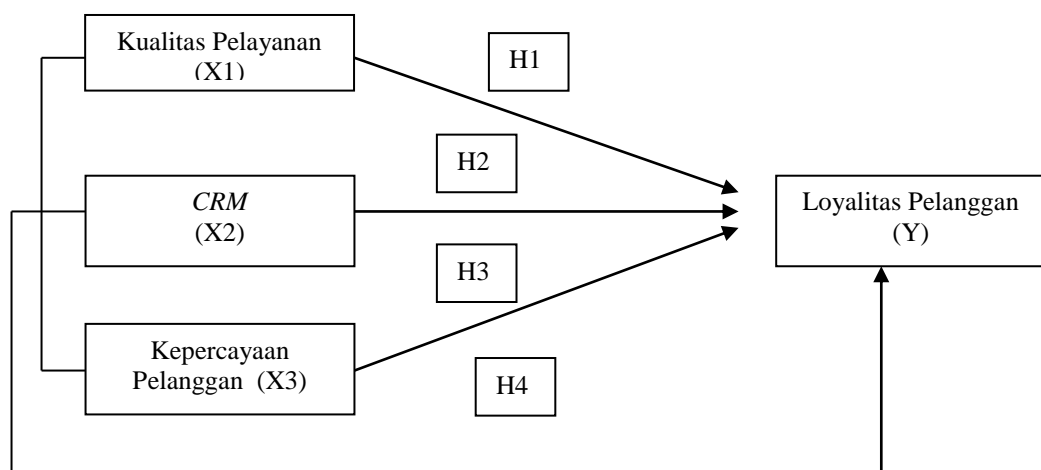 Kualitas Pelayanan
(X1)
H1
H2
CRM
(X2)
Loyalitas Pelanggan
(Y)
H3
Kepercayaan
Pelanggan (X3)
H4